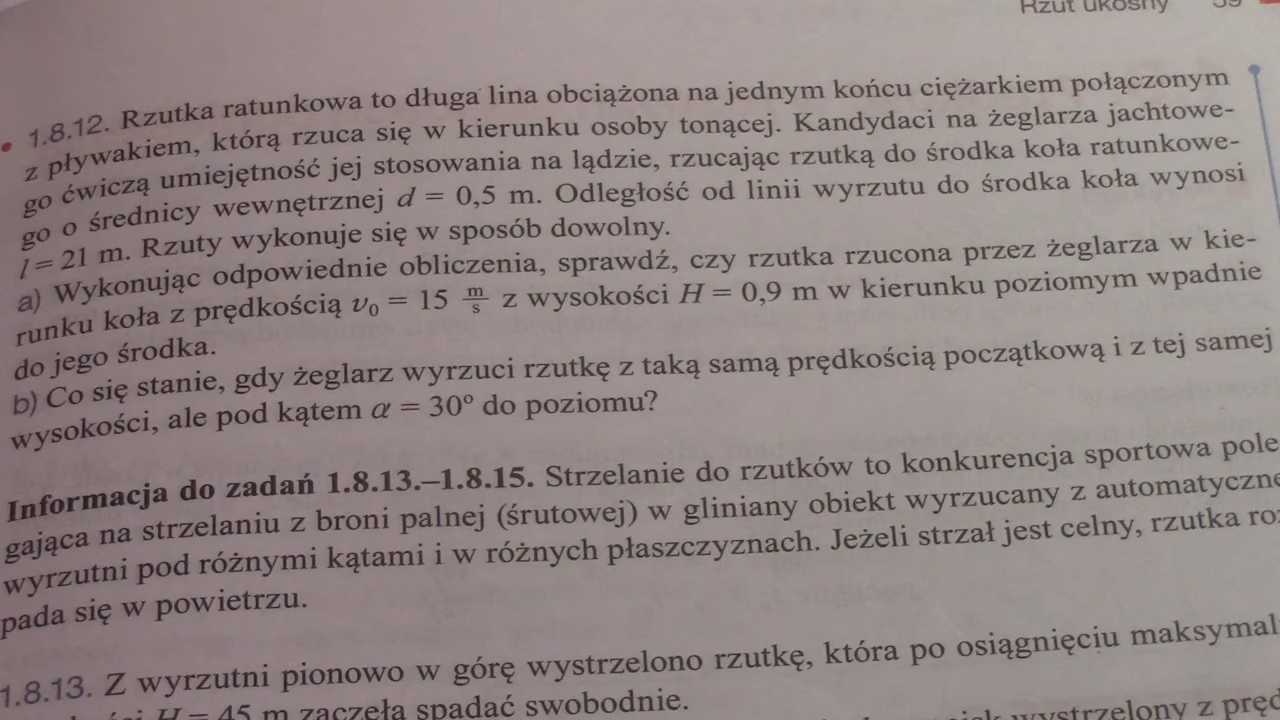 Rzut ukośny 59
1.8.12. Rzutka ratunkowa to długa lina obciążona na jednym końcu ciężarkiem połączonym
z pływakiem, którą rzuca się w kierunku osoby tonącej. Kandydaci na żeglarza jachtowe-
go ćwiczą umiejętność jej stosowania na lądzie, rzucając rzutką do środka koła ratunkowe-
go o średnicy wewnętrznej d = 0,5 m. Odległość od linii wyrzutu do środka koła wynosi
l = 21 m. Rzuty wykonuje się w sposób dowolny.
a) Wykonując odpowiednie obliczenia, sprawdź, czy rzutka rzucona przez żeglarza w kie-
runku koła z prędkością v₀ = 15 m/s z wysokości H = 0,9 m w kierunku poziomym wpadnie
do jego środka.
b) Co się stanie, gdy żeglarz wyrzuci rzutkę z taką samą prędkością początkową i z tej samej
wysokości, ale pod kątem α = 30° do poziomu?
Informacja do zadań 1.8.13.–1.8.15. Strzelanie do rzutków to konkurencja sportowa pole
gająca na strzelaniu z broni palnej (śrutowej) w gliniany obiekt wyrzucany z automatyczne
wyrzutni pod różnymi kątami i w różnych płaszczyznach. Jeżeli strzał jest celny, rzutka ro
pada się w powietrzu.
1.8.13. Z wyrzutni pionowo w górę wystrzelono rzutkę, która po osiągnięciu maksymal
H = 45 m zaczęła spadać swobodnie.
wystrzelony z pręd